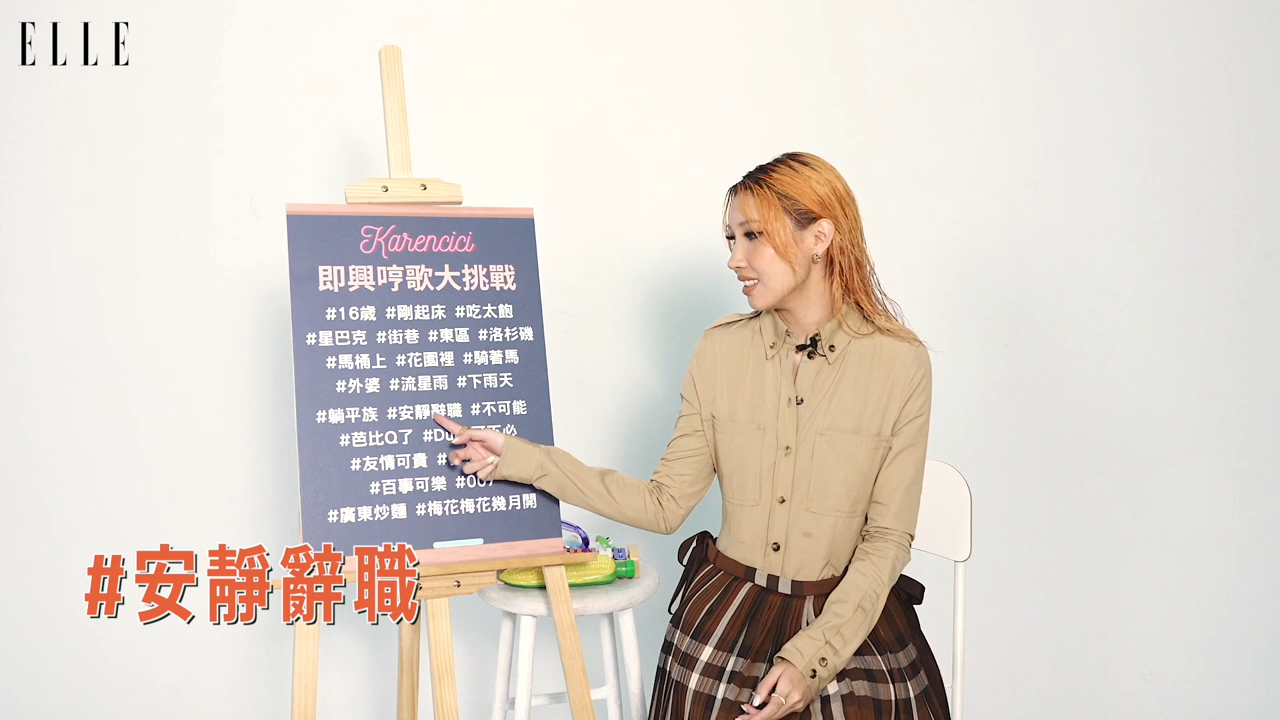 ELLE
Karencici
即興哼歌大挑戰
#16歲 #剛起床 #吃太飽
#星巴克 #街巷 #東區 #洛杉磯
#馬桶上 #花園裡 #騎著馬
#外婆 #流星雨 #下雨天
#躺平族 #安靜辭職 #不可能
#芭比Q了 #Du 不必
#友情可貴 #
#百事可樂 #007
#廣東炒麵 #梅花梅花幾月開
#安靜辭職